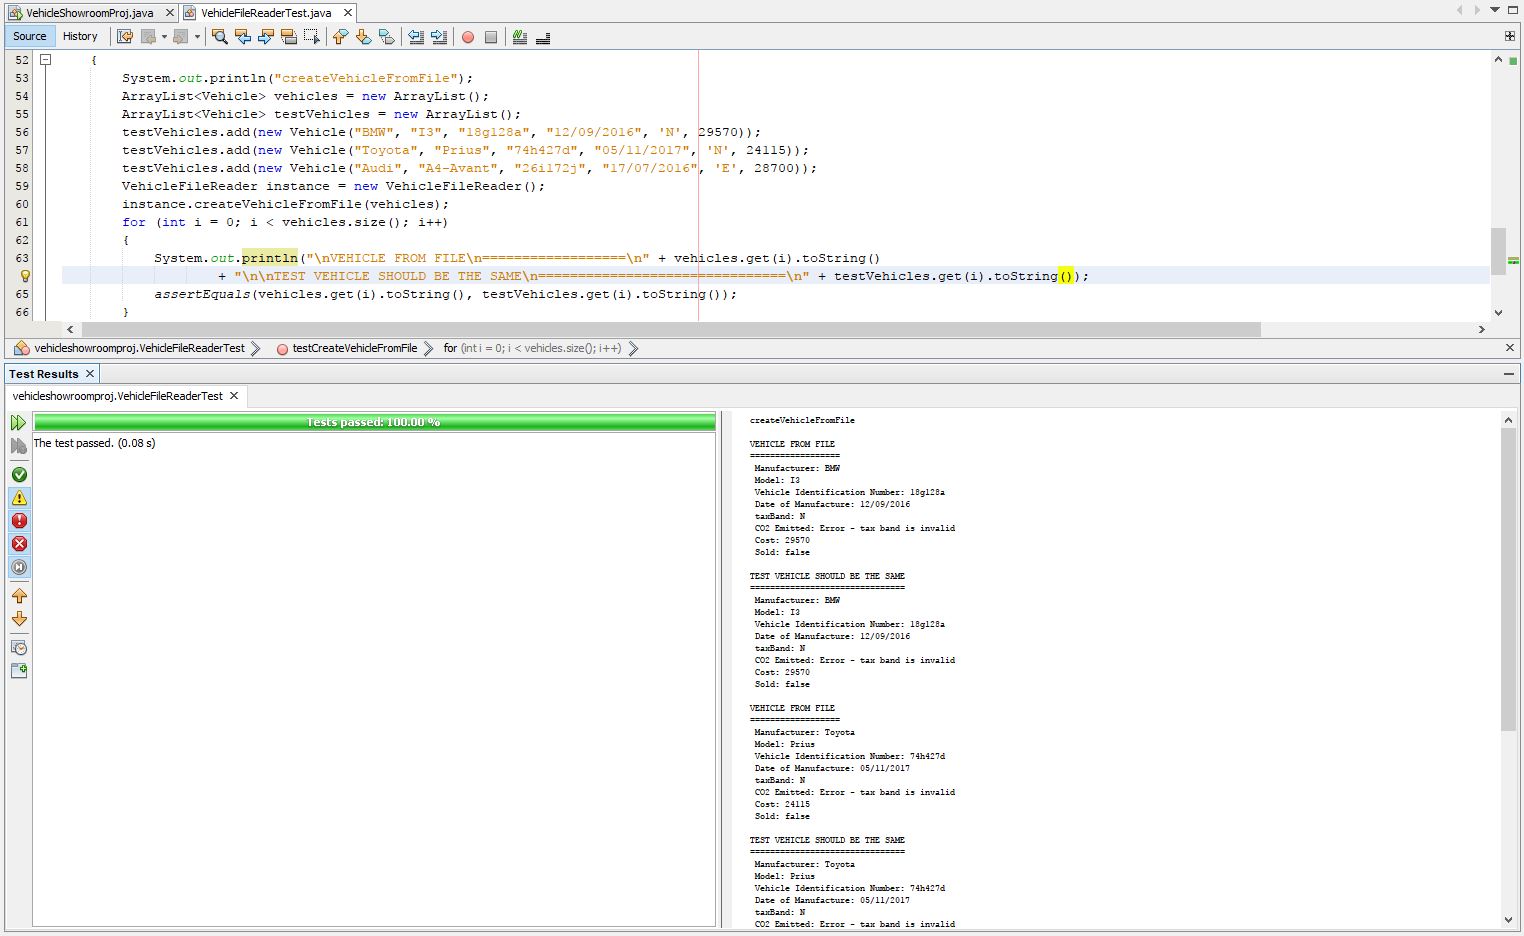 VehicleShowroomProj.java
VehicleFileReaderTest.java
Source History
52 {
53 System.out.println("createVehicleFromFile");
54 ArrayList<Vehicle> vehicles = new ArrayList();
55 ArrayList<Vehicle> testVehicles = new ArrayList();
56 testVehicles.add(new Vehicle("BMW", "I3", "18g128a", "12/09/2016", 'N', 29570));
57 testVehicles.add(new Vehicle("Toyota", "Prius", "74h427d", "05/11/2017", 'N', 24115));
58 testVehicles.add(new Vehicle("Audi", "A4-Avant", "26i172j", "17/07/2016", 'E', 28700));
59 VehicleFileReader instance = new VehicleFileReader();
60 instance.createVehicleFromFile(vehicles);
61 for (int i = 0; i < vehicles.size(); i++)
62 {
63 System.out.println("\nVEHICLE FROM FILE\n==================\n" + vehicles.get(i).toString()
+ "\n\nTEST VEHICLE SHOULD BE THE SAME\n===============================\n" + testVehicles.get(i).toString());
65 assertEquals(vehicles.get(i).toString(), testVehicles.get(i).toString());
66 }
vehicleshowroomproj.VehicleFileReaderTest testCreateVehicleFromFile for (int i = 0; i < vehicles.size(); i++)
Test Results
vehicleshowroomproj.VehicleFileReaderTest
Tests passed: 100.00 %
The test passed. (0.08 s)
createVehicleFromFile
VEHICLE FROM FILE
==================
Manufacturer: BMW
Model: I3
Vehicle Identification Number: 18g128a
Date of Manufacture: 12/09/2016
taxBand: N
CO2 Emitted: Error - tax band is invalid
Cost: 29570
Sold: false
TEST VEHICLE SHOULD BE THE SAME
===============================
Manufacturer: BMW
Model: I3
Vehicle Identification Number: 18g128a
Date of Manufacture: 12/09/2016
taxBand: N
CO2 Emitted: Error - tax band is invalid
Cost: 29570
Sold: false
VEHICLE FROM FILE
==================
Manufacturer: Toyota
Model: Prius
Vehicle Identification Number: 74h427d
Date of Manufacture: 05/11/2017
taxBand: N
CO2 Emitted: Error - tax band is invalid
Cost: 24115
Sold: false
TEST VEHICLE SHOULD BE THE SAME
===============================
Manufacturer: Toyota
Model: Prius
Vehicle Identification Number: 74h427d
Date of Manufacture: 05/11/2017
taxBand: N
CO2 Emitted: Error - tax band is invalid